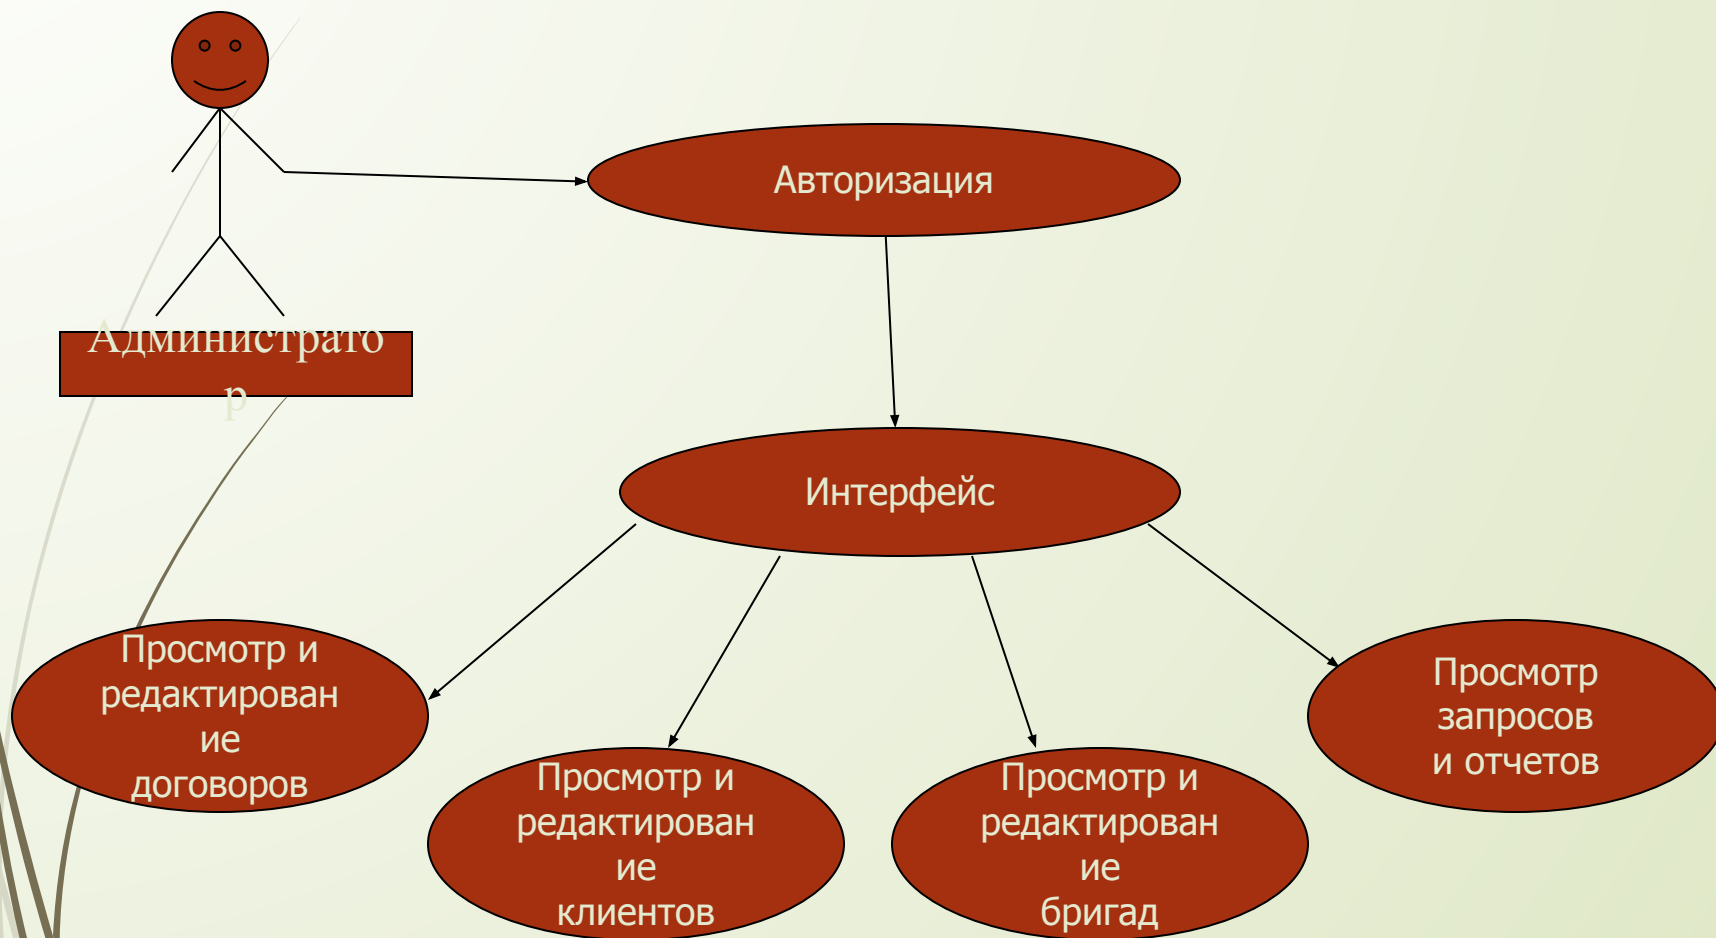 Авторизация
Администрато
р
Интерфейс
Просмотр и
редактирован
ие
договоров
Просмотр и
редактирован
ие
клиентов
Просмотр и
редактирован
ие
бригад
Просмотр
запросов
и отчетов